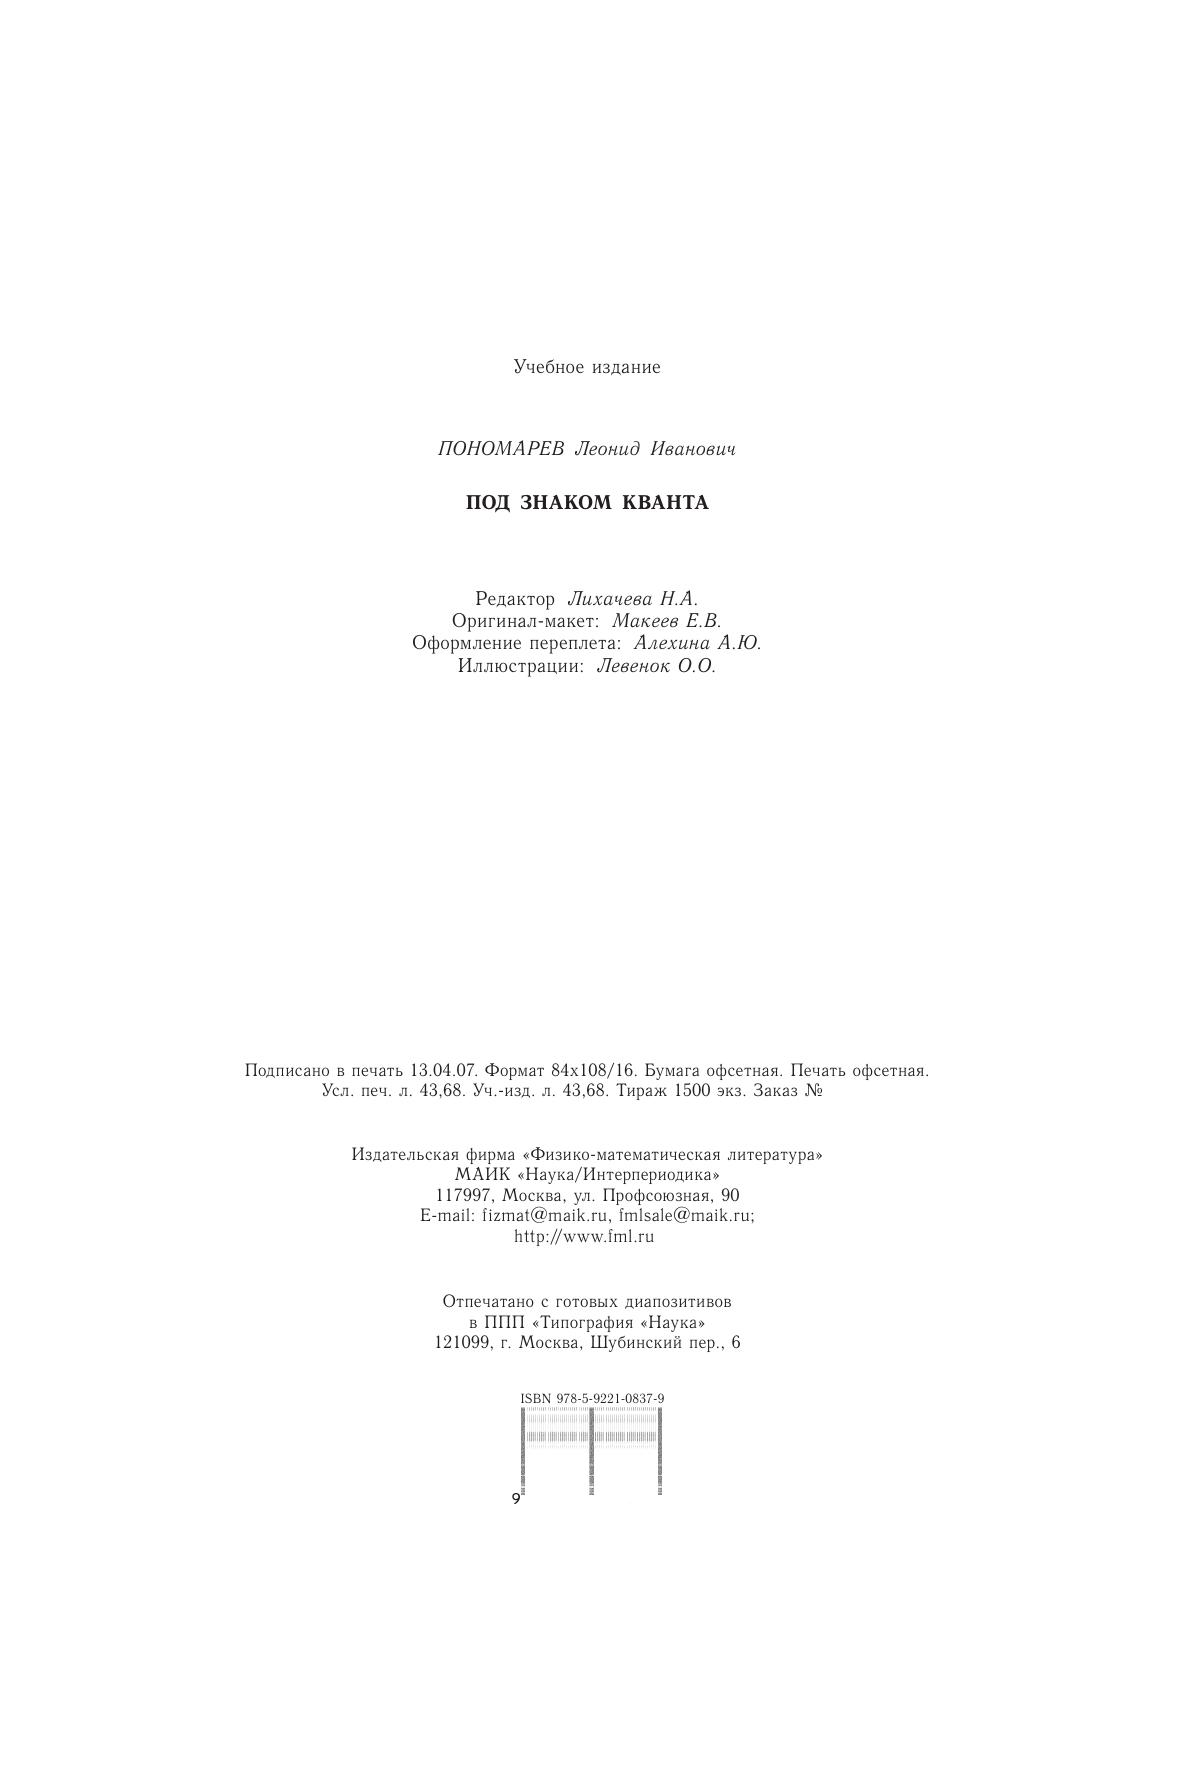 Учебное издание
ПОНОМАРЕВ Леонид Иванович
ПОД ЗНАКОМ КВАНТА
Редактор Лихачева Н.А.
Оригинал-макет: Макеев Е.В.
Оформление переплета: Алехина А.Ю.
Иллюстрации: Левенок О.О.
Подписано в печать 13.04.07. Формат 84х108/16. Бумага офсетная. Печать офсетная.
Усл. печ. л. 43,68. Уч.-изд. л. 43,68. Тираж 1500 экз. Заказ №
Издательская фирма «Физико-математическая литература»
МАИК «Наука/Интерпериодика»
117997, Москва, ул. Профсоюзная, 90
E-mail: fizmat@maik.ru, fmlsale@maik.ru;
http://www.fml.ru
Отпечатано с готовых диапозитивов
в ППП «Типография «Наука»
121099, г. Москва, Шубинский пер., 6
ISBN 978-5-9221-0837-9
9